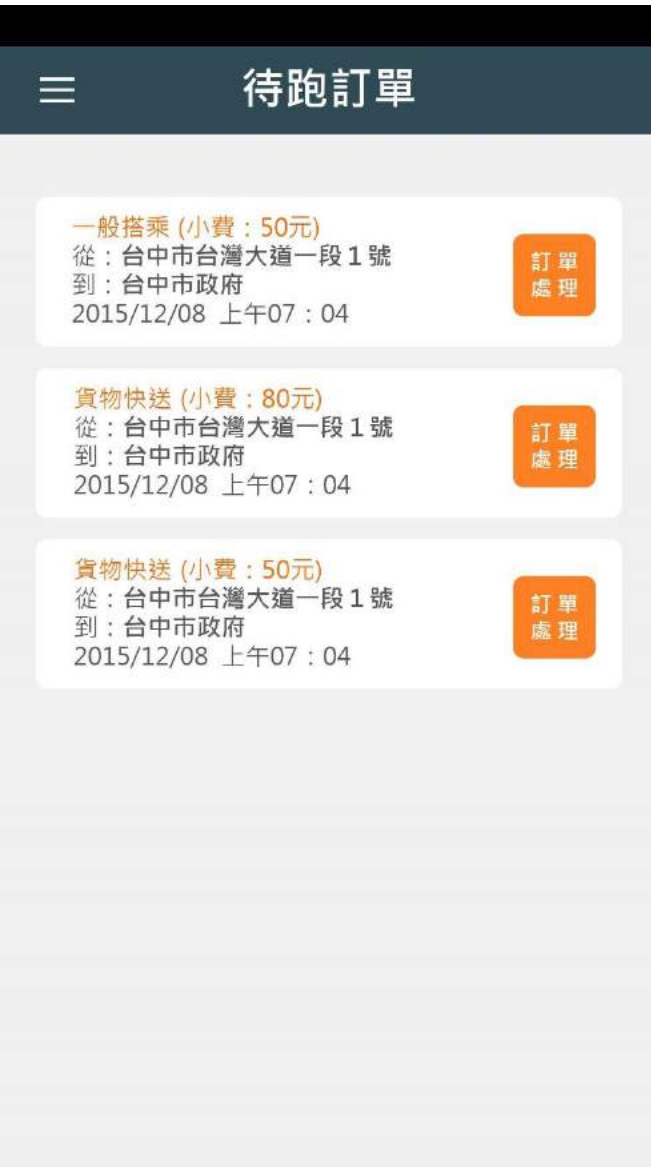 待跑訂單
一般搭乘 (小費：50元)
從：台中市台灣大道一段１號
到：台中市政府
2015/12/08 上午07：04
訂單
處理
貨物快送 (小費：80元)
從：台中市台灣大道一段１號
到：台中市政府
2015/12/08 上午07：04
訂單
處理
貨物快送 (小費：50元)
從：台中市台灣大道一段１號
到：台中市政府
2015/12/08 上午07：04
訂單
處理